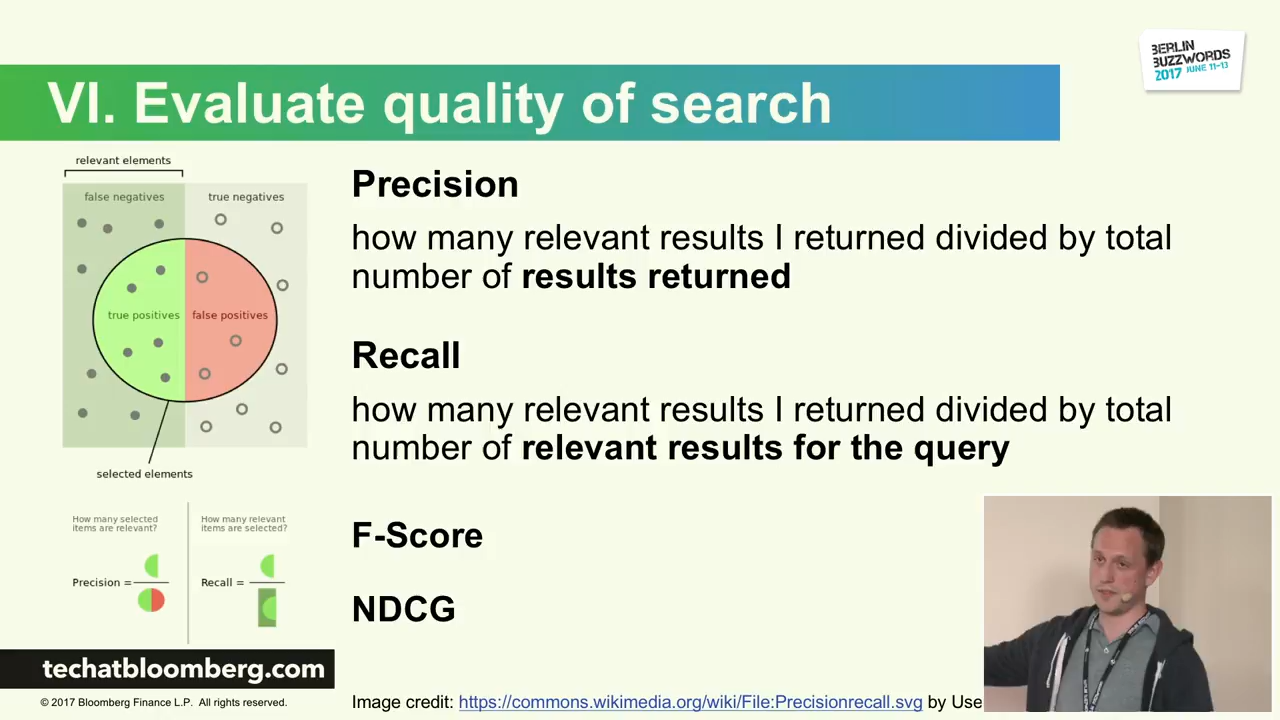 BERLIN
BUZZWORDS
2017 JUNE 11-13
VI. Evaluate quality of search
relevant elements
false negatives
true negatives
true positives
false positives
selected elements
How many selected
items are relevant?
How many relevant
items are selected?
Precision =
Recall =
Precision
how many relevant results I returned divided by total
number of results returned
Recall
how many relevant results I returned divided by total
number of relevant results for the query
F-Score
NDCG
techatbloomberg.com
© 2017 Bloomberg Finance L.P. All rights reserved.
Image credit: https://commons.wikimedia.org/wiki/File:Precisionrecall.svg by Use